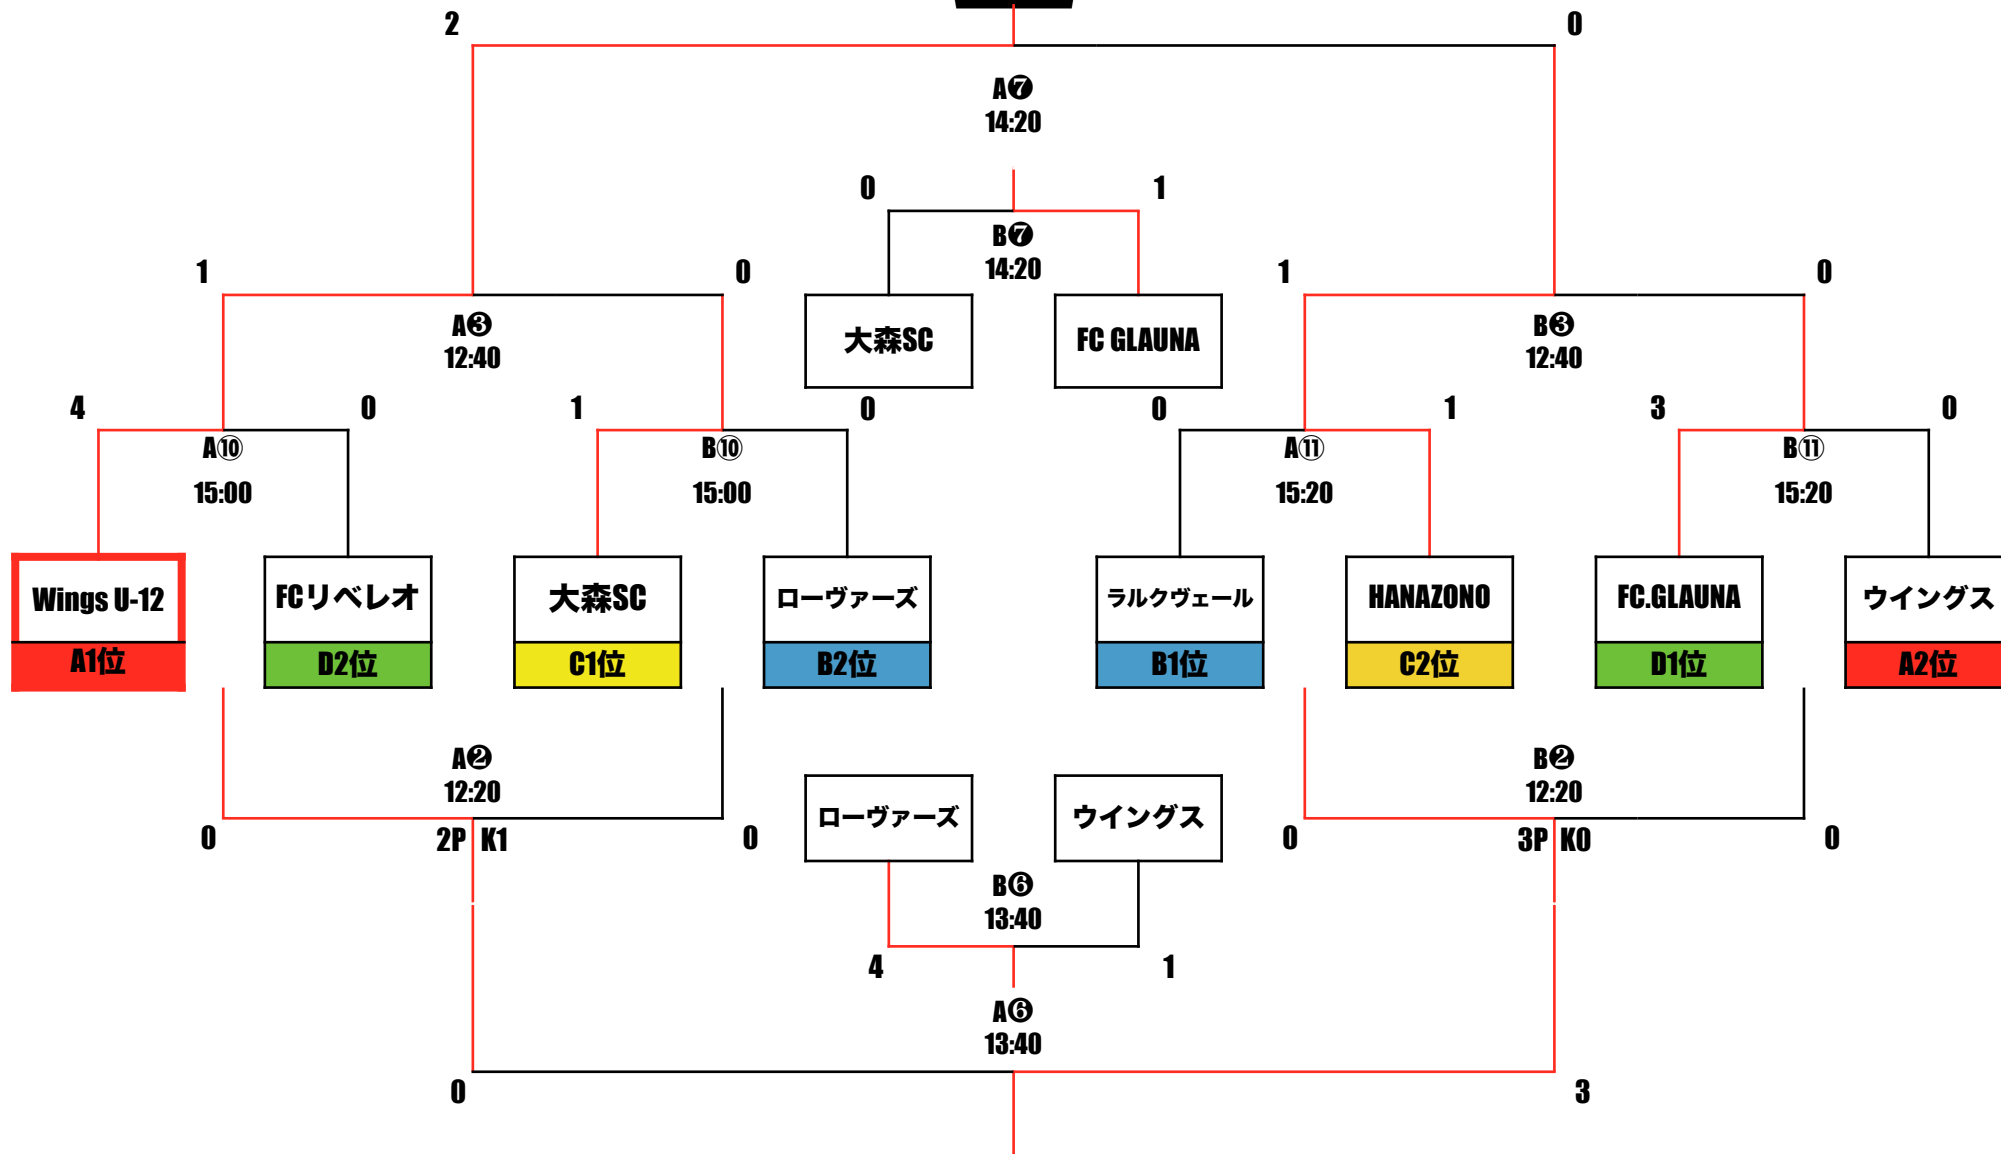 2
0
A❼
14:20
0
1
B❼
14:20
1
0
1
0
A❸
12:40
大森SC
FC GLAUNA
B❸
12:40
4
0
1
0
0
1
3
0
A⑩
15:00
B⑩
15:00
A⑪
15:20
B⑪
15:20
Wings U-12
A1位
FCリベレオ
D2位
大森SC
C1位
ローヴァーズ
B2位
ラルクヴェール
B1位
HANAZONO
C2位
FC.GLAUNA
D1位
ウイングス
A2位
A❷
12:20
B❷
12:20
ローヴァーズ
ウイングス
0
2P K1
0
0
3P K0
0
B❻
13:40
4
1
A❻
13:40
0
3